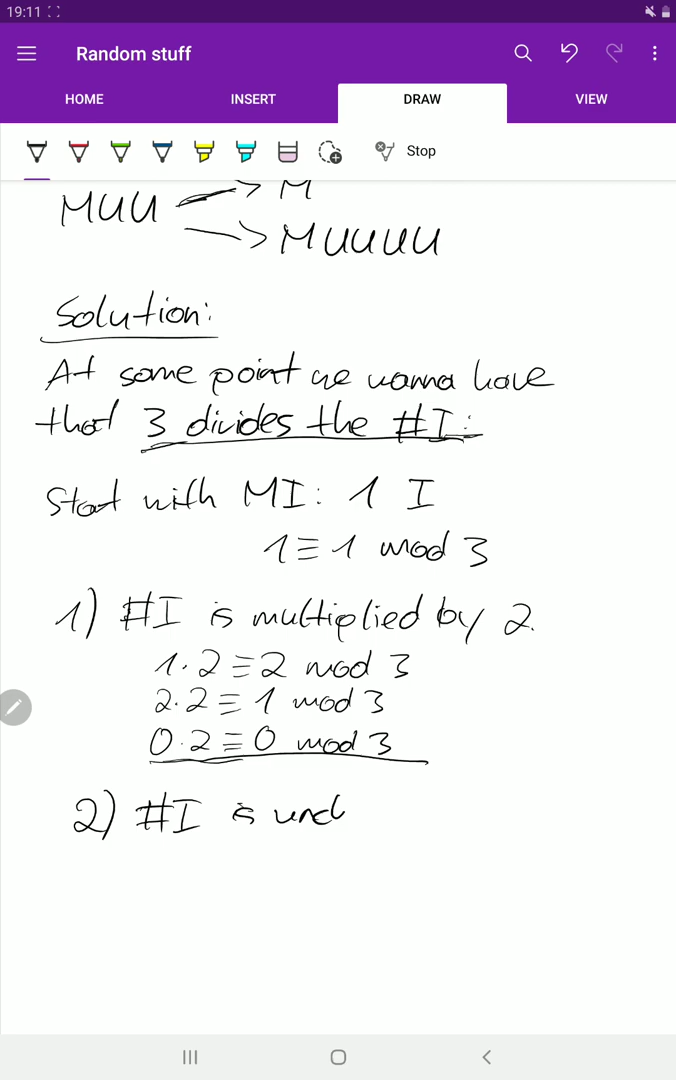 19:11
Random stuff
HOME INSERT DRAW VIEW
Stop
MUU → M
→ MUUUU
Solution:
At some point we wanna have
that 3 divides the #I:
Start with MI: 1 I
1 ≡ 1 mod 3
1) #I is multiplied by 2.
1·2 ≡ 2 mod 3
2·2 ≡ 1 mod 3
0·2 ≡ 0 mod 3
2) #I is und